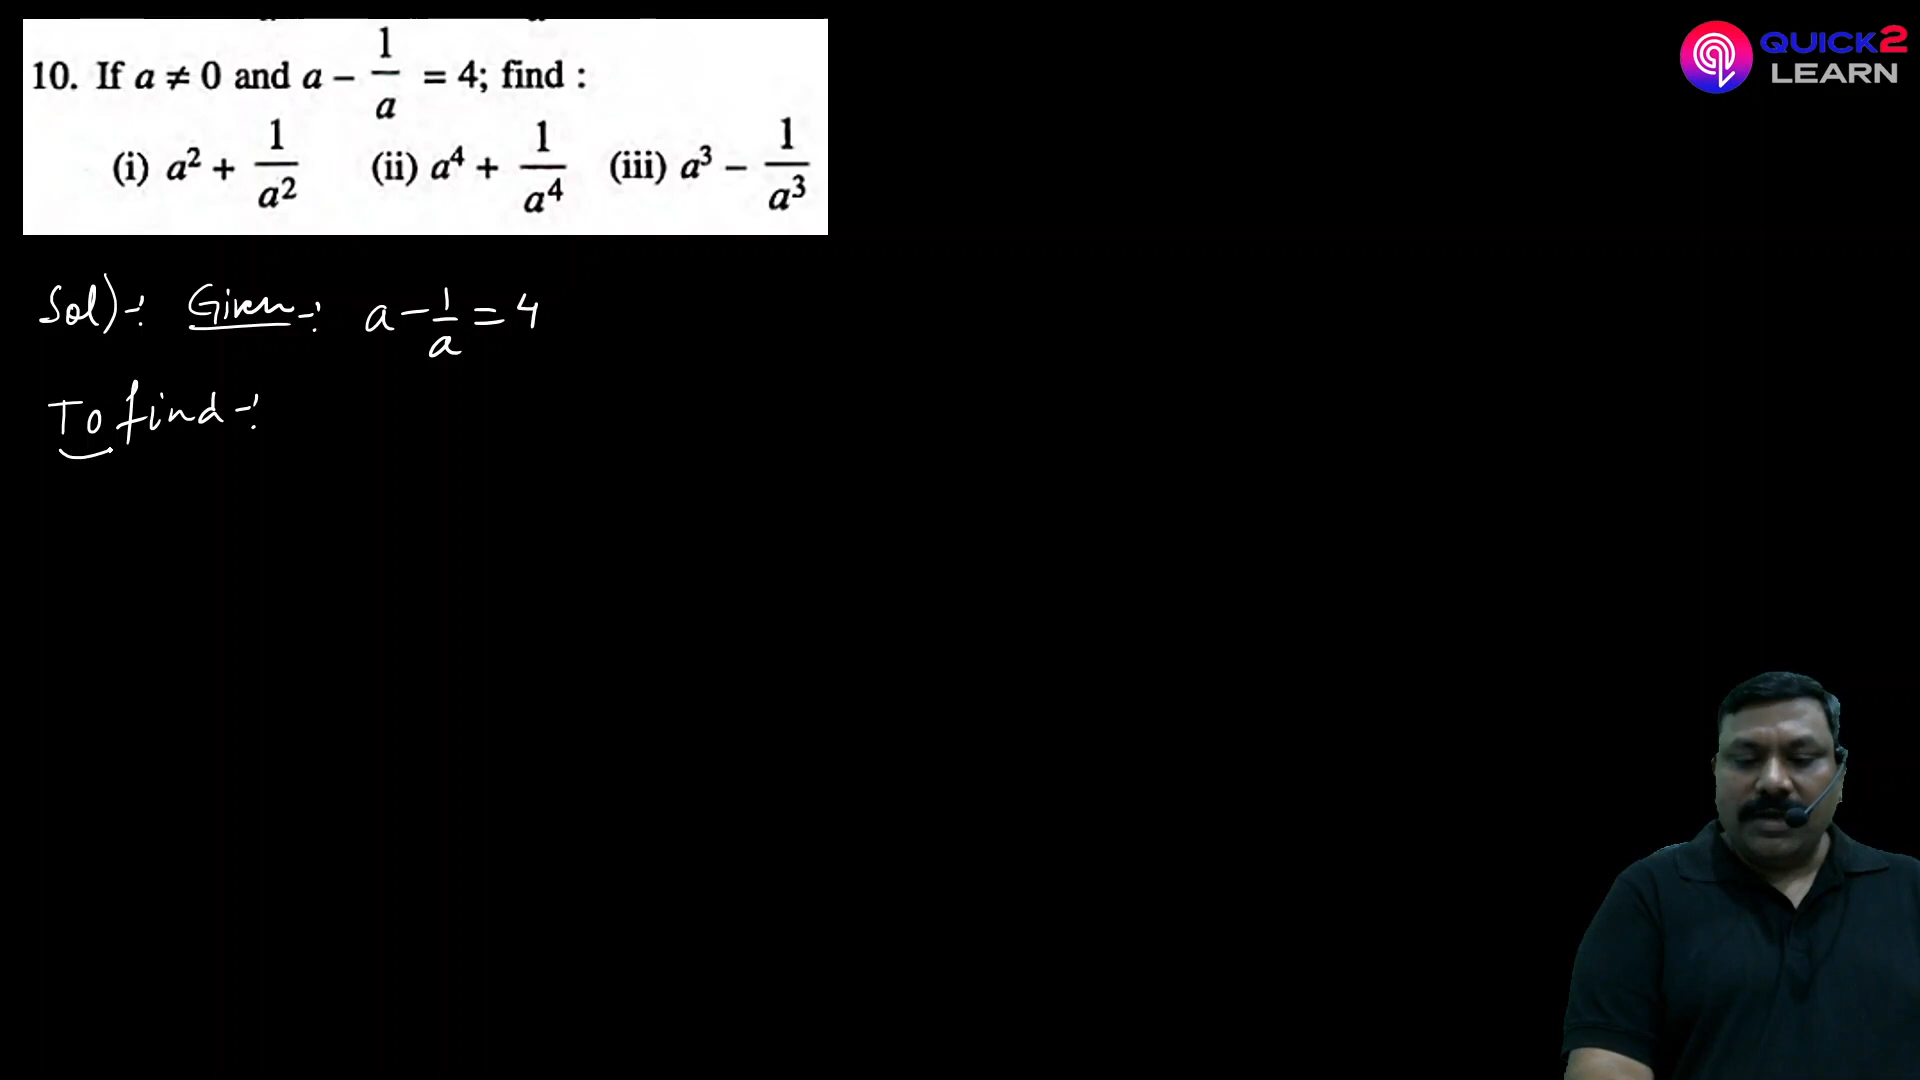 10. If a ≠ 0 and a − 1/a = 4; find :
(i) a² + 1/a² (ii) a⁴ + 1/a⁴ (iii) a³ − 1/a³
QUICK2
LEARN
Sol):- Given:- a − 1/a = 4
To find:-